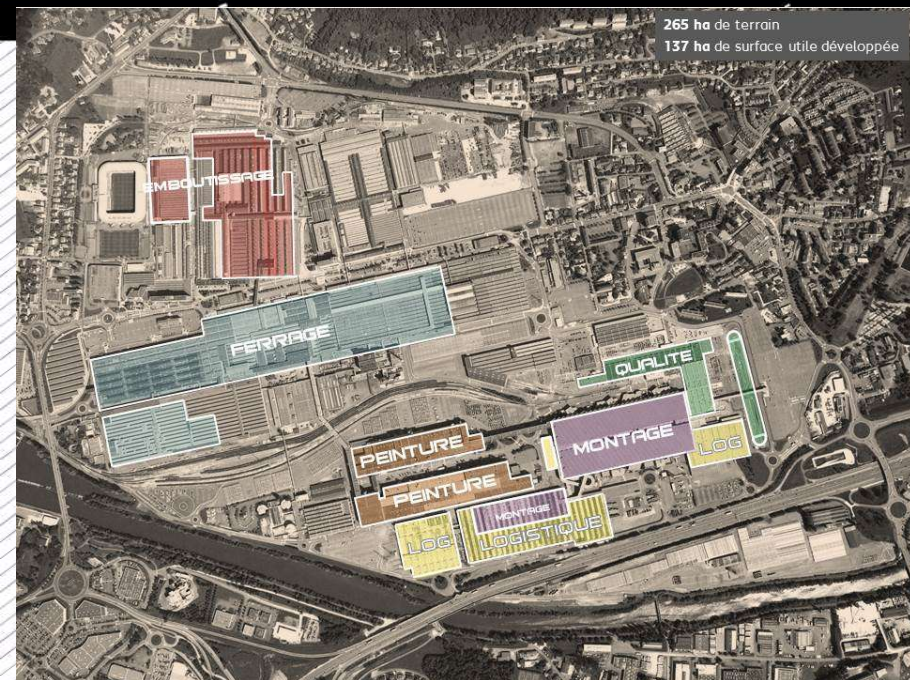 265 ha de terrain
137 ha de surface utile développée
EMBOUTISSAGE
FERRAGE
QUALITE
PEINTURE
MONTAGE
LOG
PEINTURE
MONTAGE
LOG
LOGISTIQUE